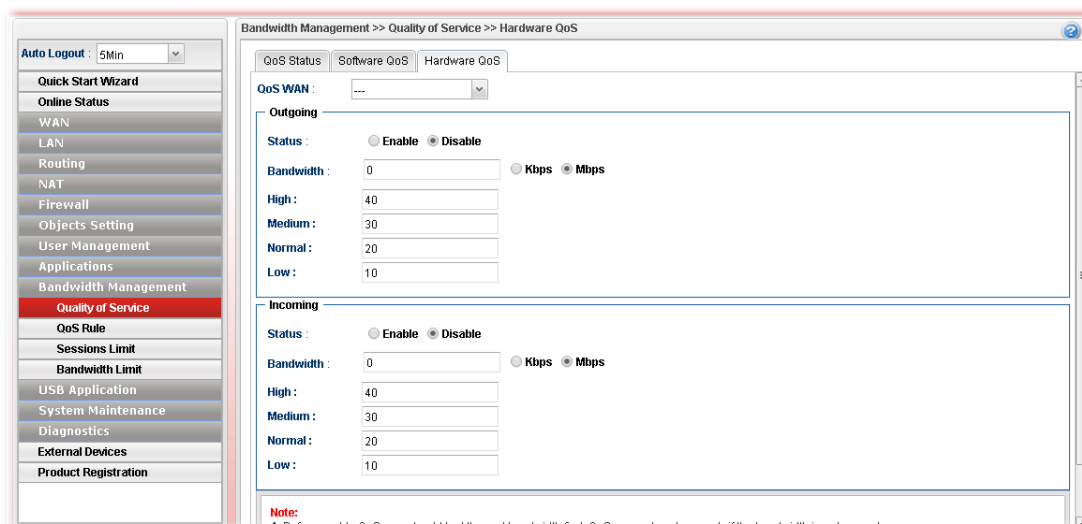 Bandwidth Management >> Quality of Service >> Hardware QoS
Auto Logout : 5Min
Quick Start Wizard
Online Status
WAN
LAN
Routing
NAT
Firewall
Objects Setting
User Management
Applications
Bandwidth Management
Quality of Service
QoS Rule
Sessions Limit
Bandwidth Limit
USB Application
System Maintenance
Diagnostics
External Devices
Product Registration
QoS Status Software QoS Hardware QoS
QoS WAN : ---
Outgoing
Status : Enable Disable
Bandwidth : 0 Kbps Mbps
High : 40
Medium : 30
Normal : 20
Low : 10
Incoming
Status : Enable Disable
Bandwidth : 0 Kbps Mbps
High : 40
Medium : 30
Normal : 20
Low : 10
Note: